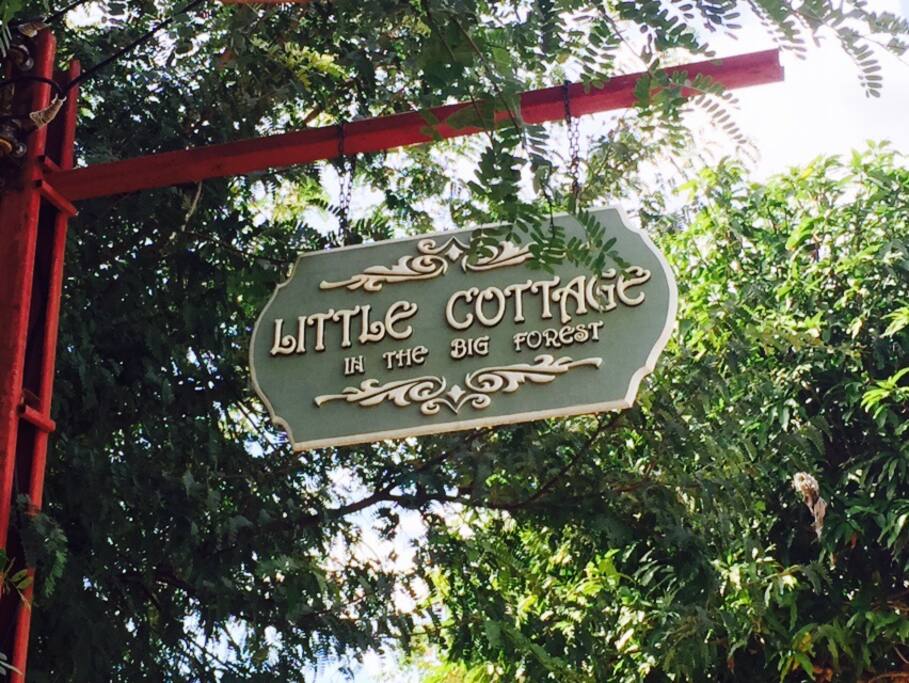 LITTLE COTTAGE
IN THE BIG FOREST